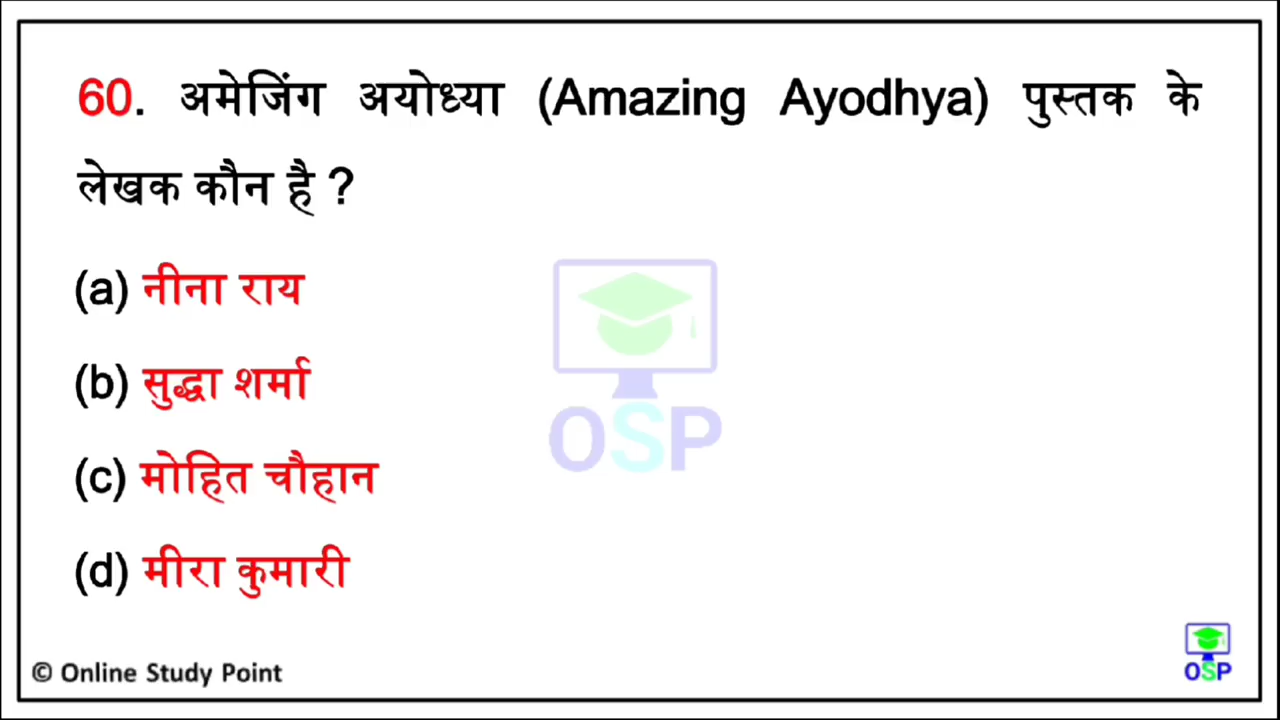 60. अमेजिंग अयोध्या (Amazing Ayodhya) पुस्तक के
लेखक कौन है ?
(a) नीना राय
(b) सुद्धा शर्मा
(c) मोहित चौहान
(d) मीरा कुमारी
OSP
© Online Study Point
OSP